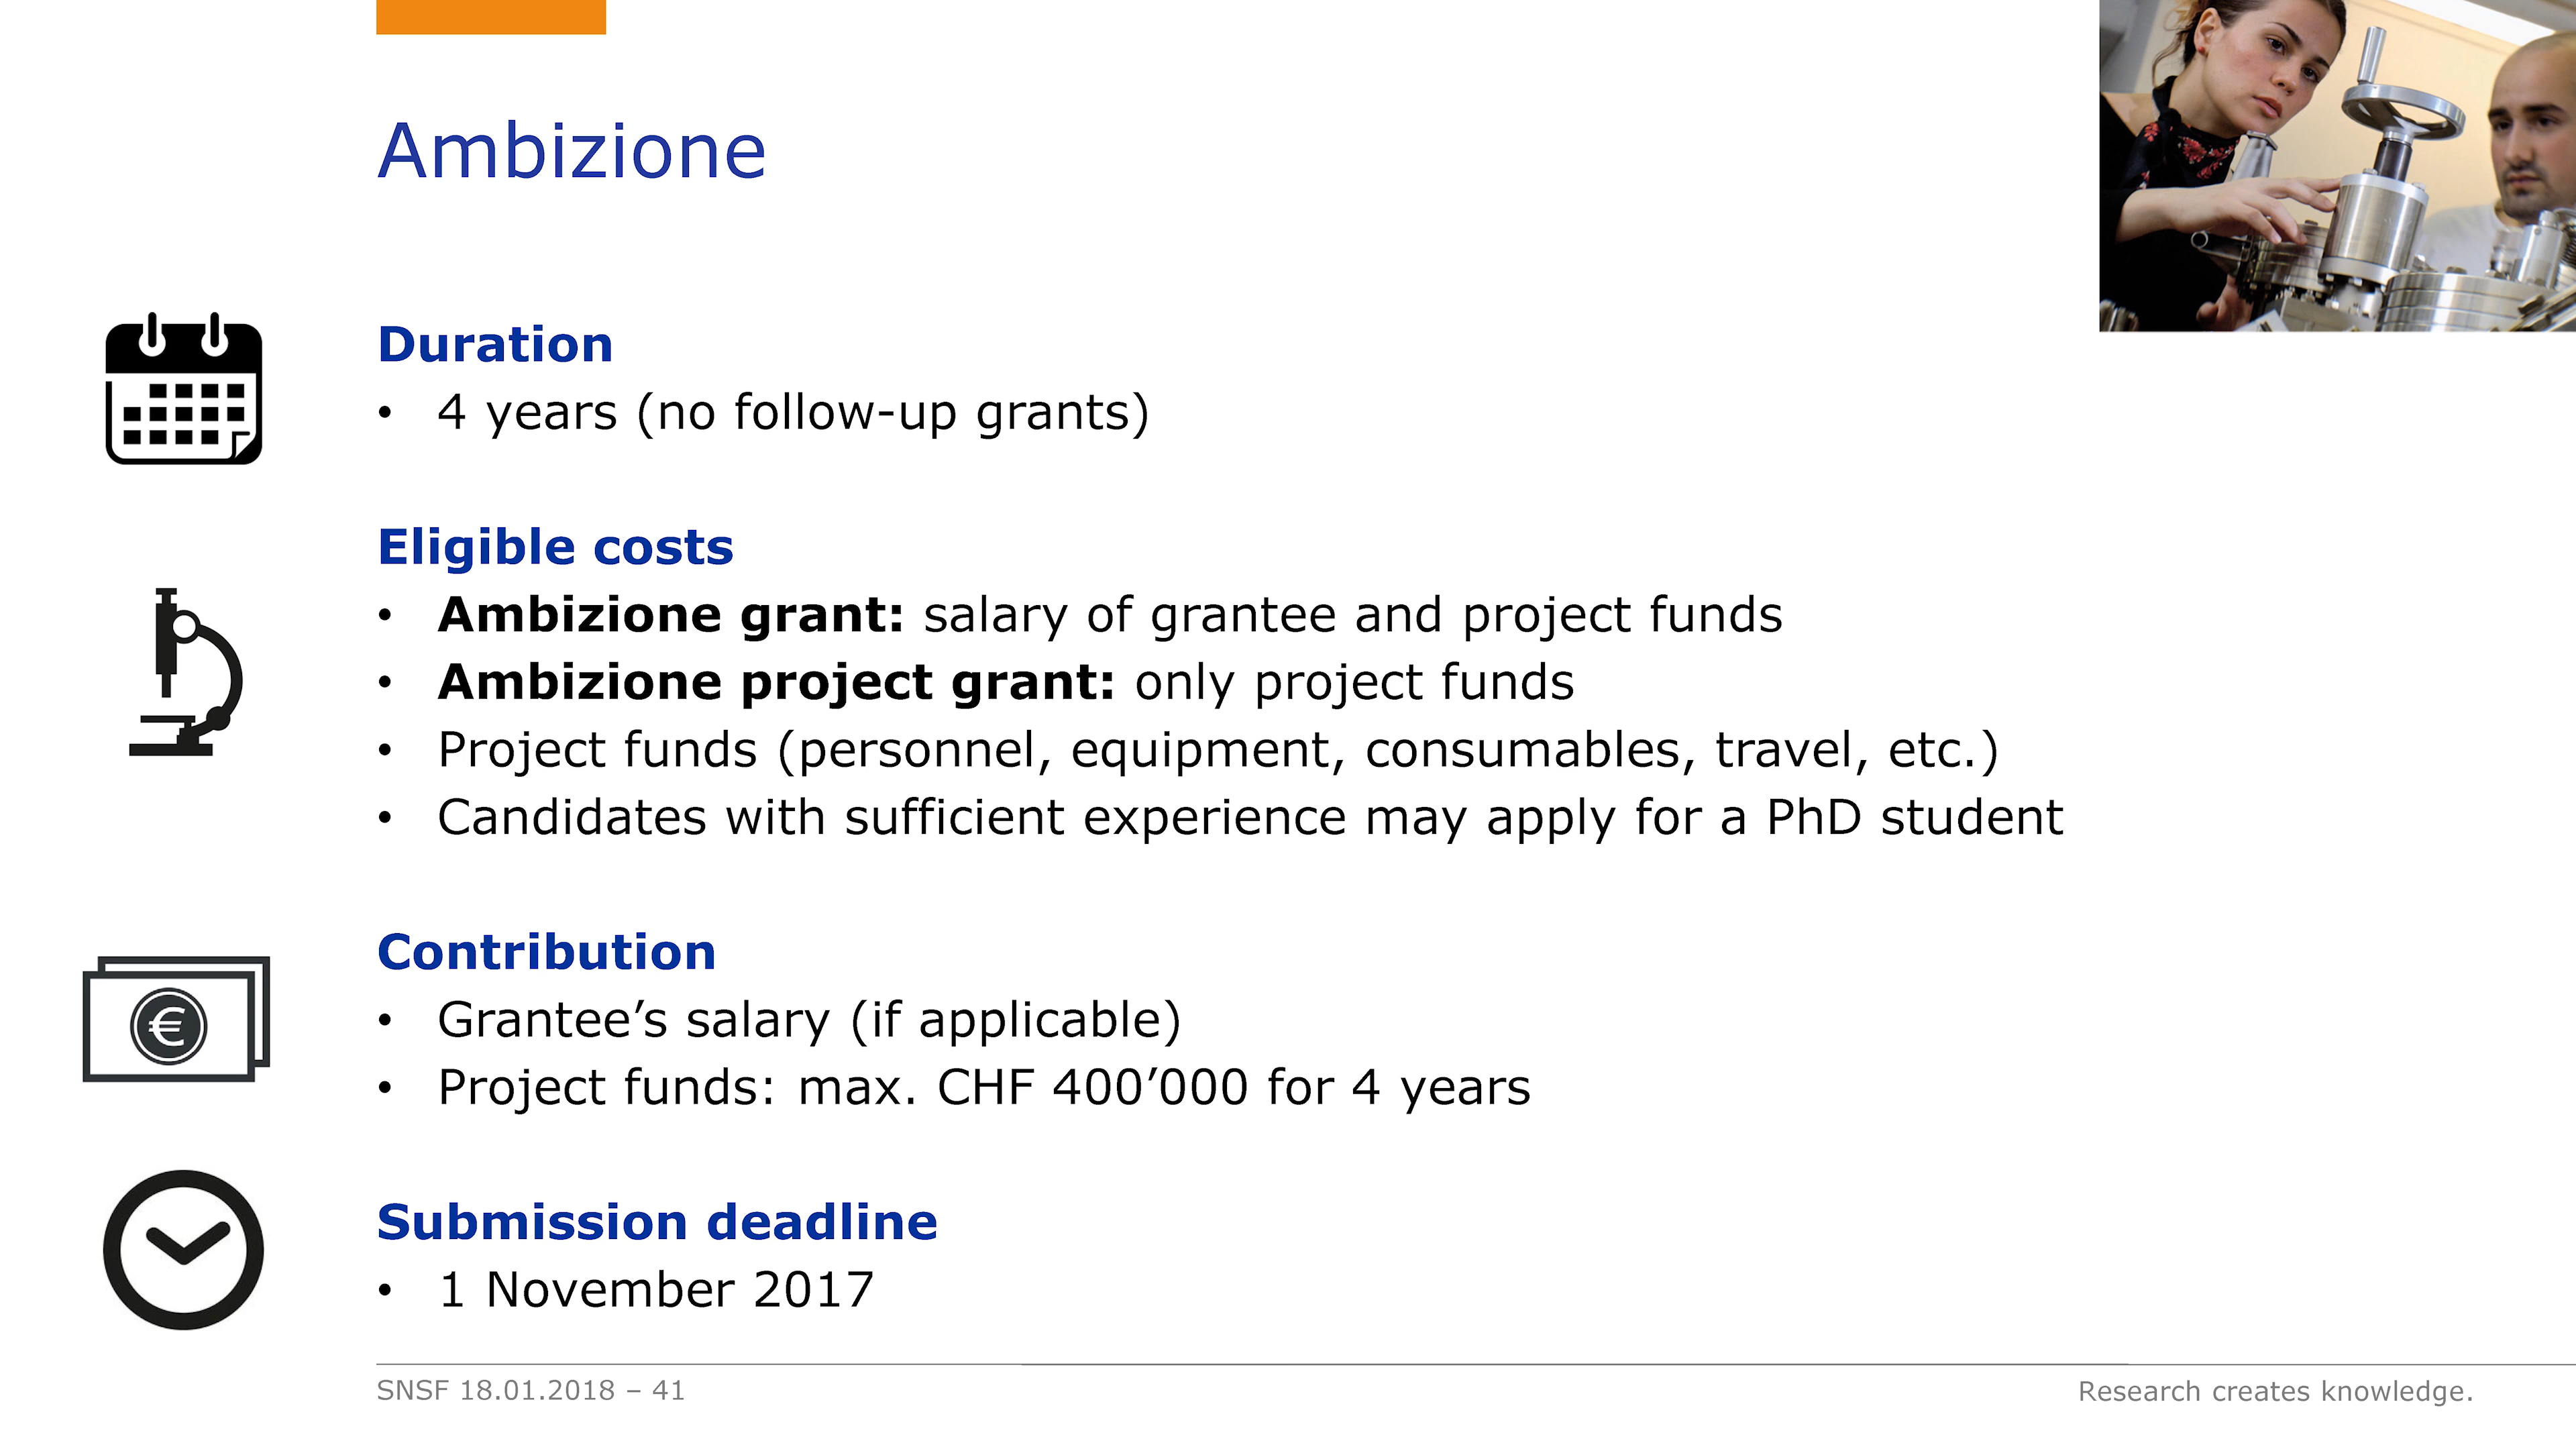 Ambizione
Duration
• 4 years (no follow-up grants)
Eligible costs
• Ambizione grant: salary of grantee and project funds
• Ambizione project grant: only project funds
• Project funds (personnel, equipment, consumables, travel, etc.)
• Candidates with sufficient experience may apply for a PhD student
Contribution
• Grantee’s salary (if applicable)
• Project funds: max. CHF 400’000 for 4 years
€
Submission deadline
• 1 November 2017
SNSF 18.01.2018 – 41
Research creates knowledge.